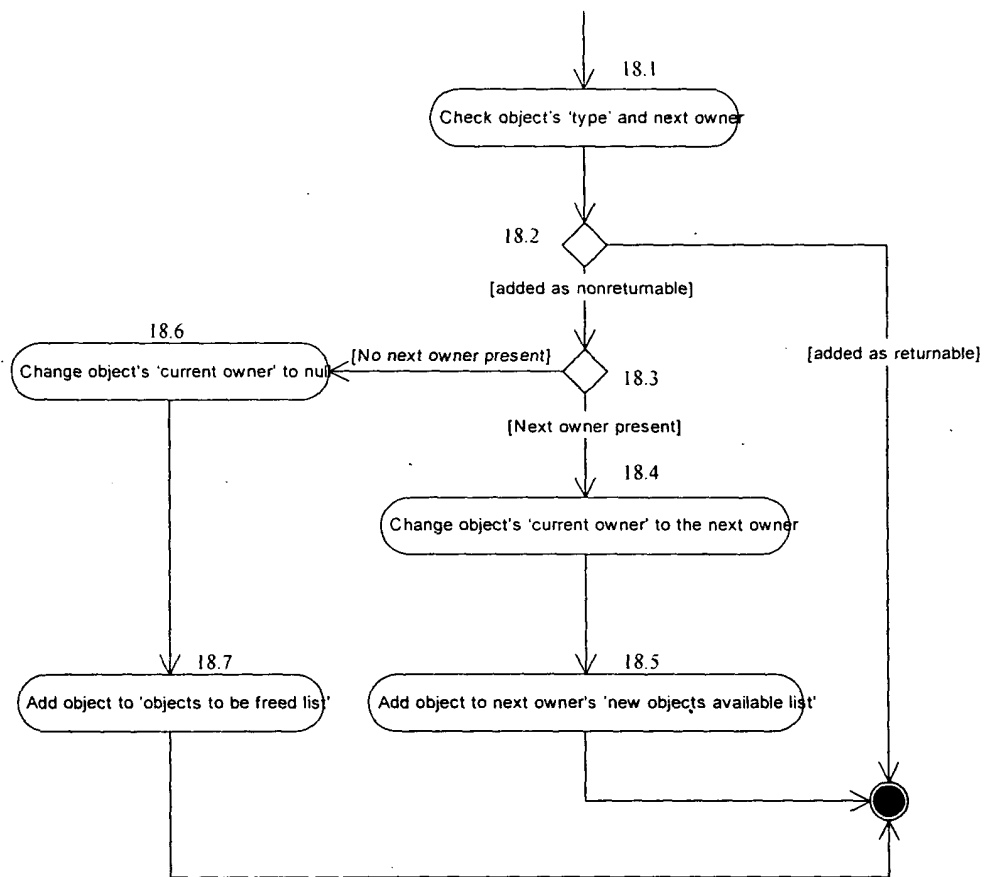 18.1
Check object's 'type' and next owner
18.2
[added as nonreturnable]
[added as returnable]
18.6
[No next owner present]
Change object's 'current owner' to null
18.3
[Next owner present]
18.4
Change object's 'current owner' to the next owner
18.7
18.5
Add object to 'objects to be freed list'
Add object to next owner's 'new objects available list'